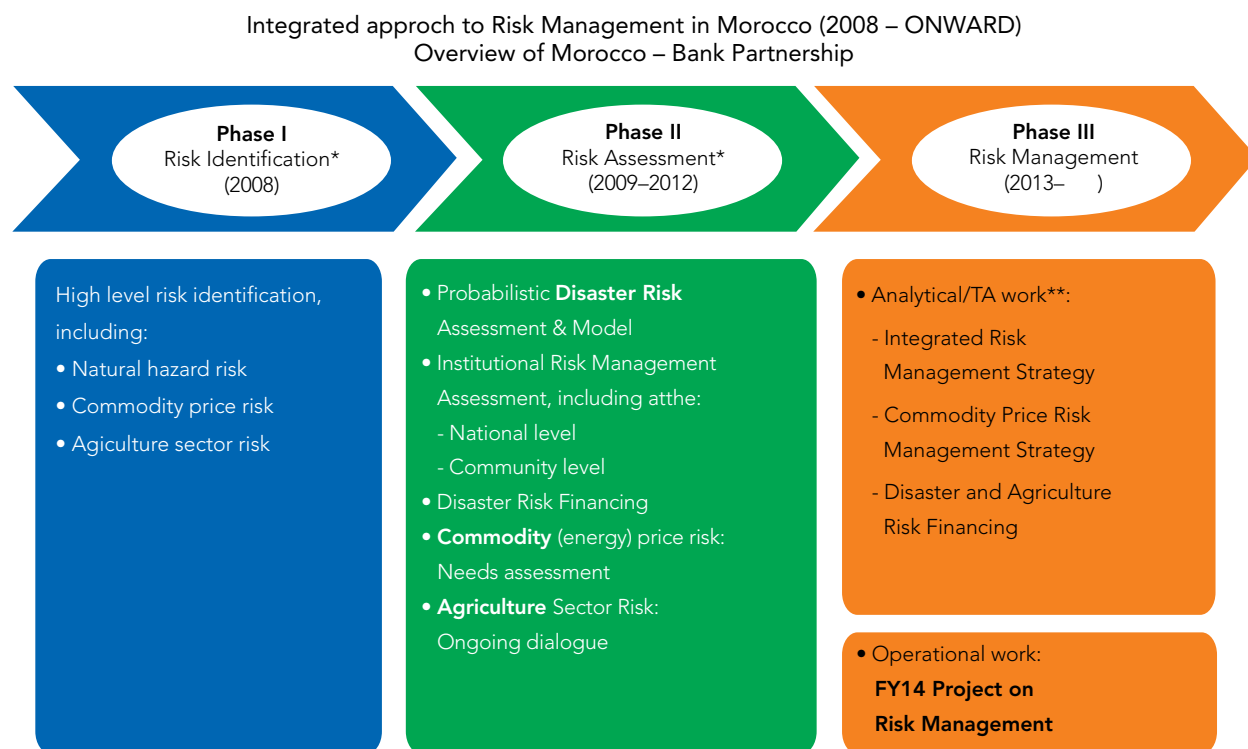 Integrated approch to Risk Management in Morocco (2008 – ONWARD)
Overview of Morocco – Bank Partnership
Phase I
Risk Identification*
(2008)
Phase II
Risk Assessment*
(2009–2012)
Phase III
Risk Management
(2013– )
High level risk identification,
including:
• Natural hazard risk
• Commodity price risk
• Agiculture sector risk
• Probabilistic Disaster Risk
Assessment & Model
• Institutional Risk Management
Assessment, including atthe:
- National level
- Community level
• Disaster Risk Financing
• Commodity (energy) price risk:
Needs assessment
• Agriculture Sector Risk:
Ongoing dialogue
• Analytical/TA work**:
- Integrated Risk
Management Strategy
- Commodity Price Risk
Management Strategy
- Disaster and Agriculture
Risk Financing
• Operational work:
FY14 Project on
Risk Management